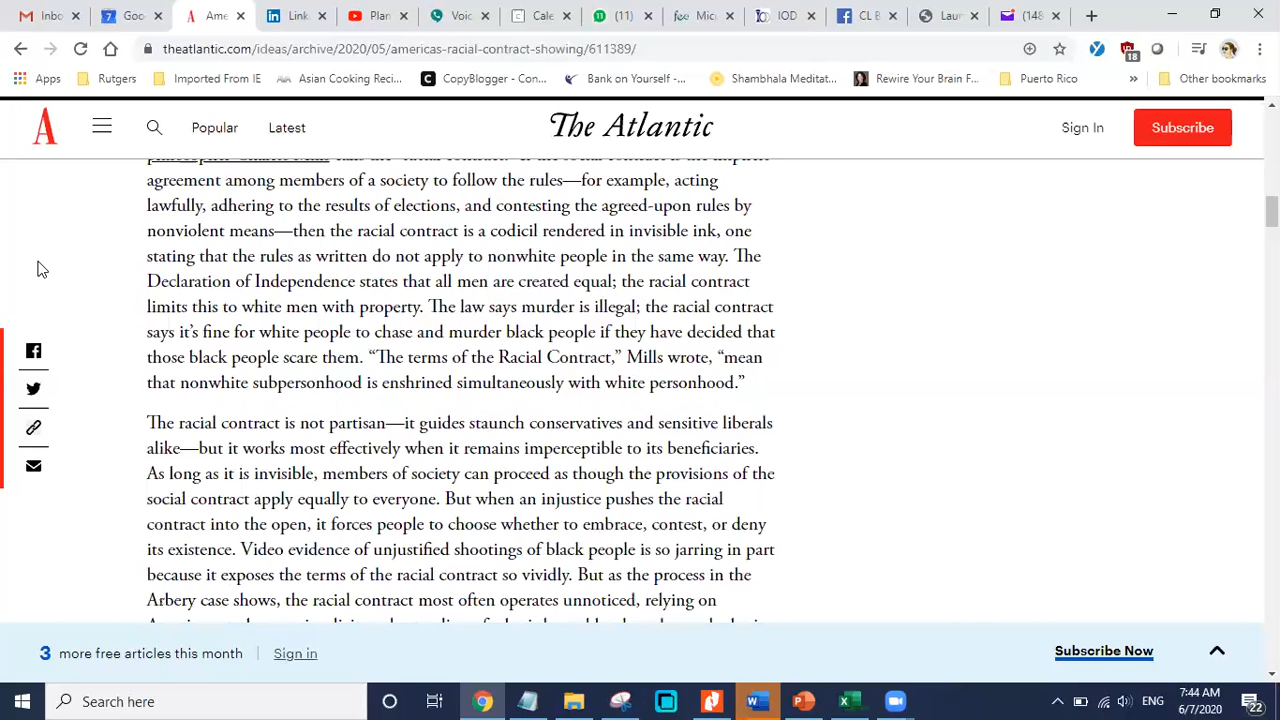 Inbo
Goo
Ame
Link
Plan
Voic
Cale
(11)
Micr
IOD
CL B
Laun
(148
theatlantic.com/ideas/archive/2020/05/americas-racial-contract-showing/611389/
18
Apps
Rutgers
Imported From IE
Asian Cooking Reci...
CopyBlogger - Con...
Bank on Yourself -...
Shambhala Meditat...
Rewire Your Brain F...
Puerto Rico
»
Other bookmarks
A
Popular
Latest
The Atlantic
Sign In
Subscribe
agreement among members of a society to follow the rules—for example, acting
lawfully, adhering to the results of elections, and contesting the agreed-upon rules by
nonviolent means—then the racial contract is a codicil rendered in invisible ink, one
stating that the rules as written do not apply to nonwhite people in the same way. The
Declaration of Independence states that all men are created equal; the racial contract
limits this to white men with property. The law says murder is illegal; the racial contract
says it’s fine for white people to chase and murder black people if they have decided that
those black people scare them. “The terms of the Racial Contract,” Mills wrote, “mean
that nonwhite subpersonhood is enshrined simultaneously with white personhood.”
The racial contract is not partisan—it guides staunch conservatives and sensitive liberals
alike—but it works most effectively when it remains imperceptible to its beneficiaries.
As long as it is invisible, members of society can proceed as though the provisions of the
social contract apply equally to everyone. But when an injustice pushes the racial
contract into the open, it forces people to choose whether to embrace, contest, or deny
its existence. Video evidence of unjustified shootings of black people is so jarring in part
because it exposes the terms of the racial contract so vividly. But as the process in the
Arbery case shows, the racial contract most often operates unnoticed, relying on
3 more free articles this month
Sign in
Subscribe Now
Search here
ENG
7:44 AM
6/7/2020
22